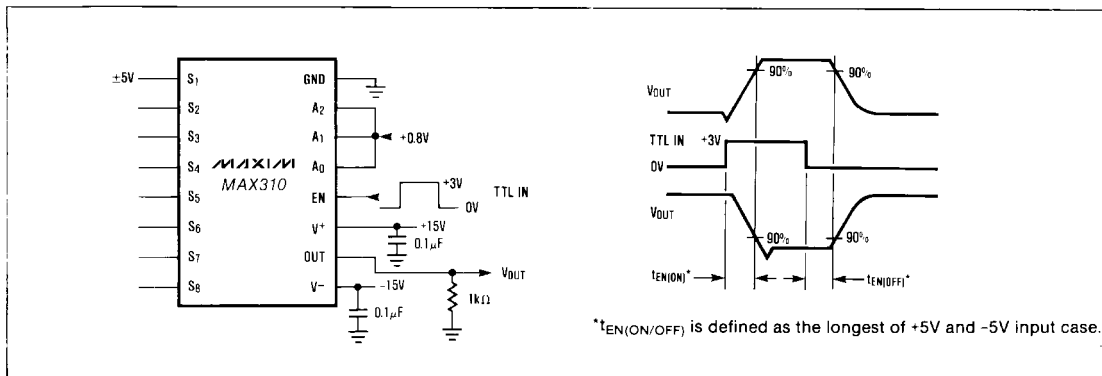 ±5V
S1
S2
S3
S4
S5
S6
S7
S8
MAXIM
MAX310
GND
A2
A1
A0
EN
V+
OUT
V-
+0.8V
+3V
0V
TTL IN
+15V
0.1μF
VOUT
-15V
1kΩ
0.1μF
VOUT
90%
90%
TTL IN +3V
0V
VOUT
90%
90%
tEN(ON)*
tEN(OFF)*
*tEN(ON/OFF) is defined as the longest of +5V and -5V input case.